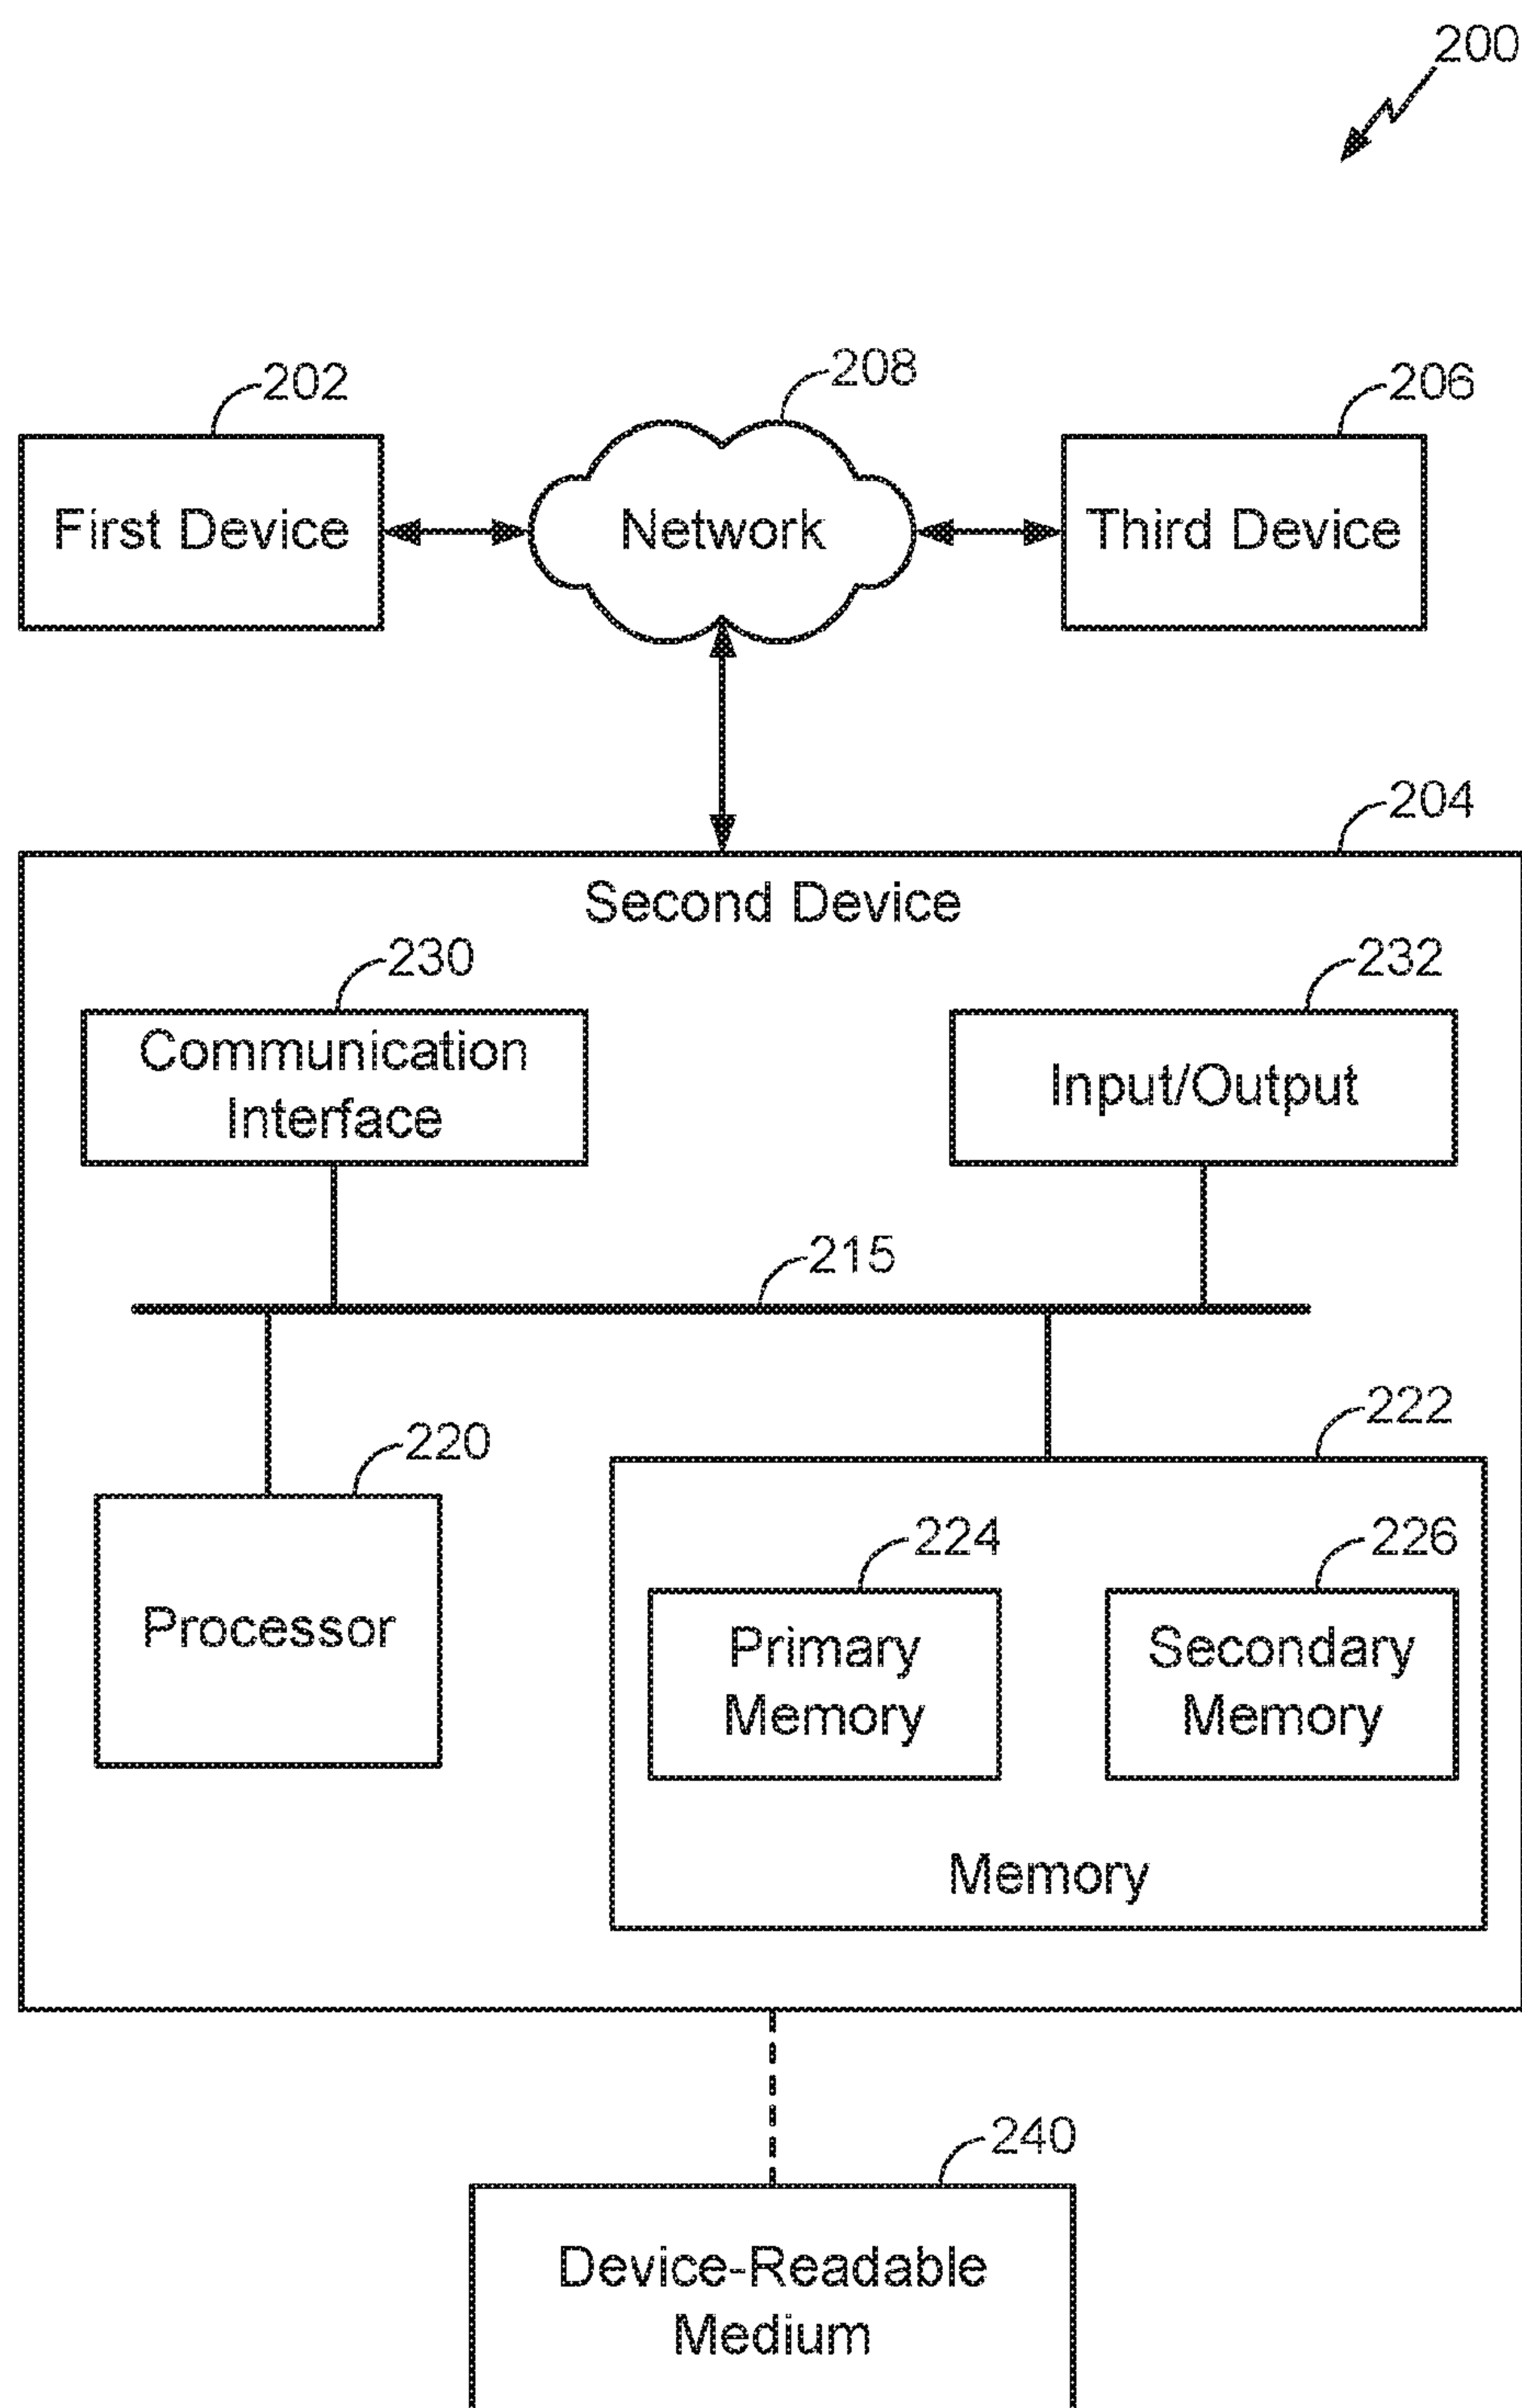 200
202
208
206
First Device
Network
Third Device
204
Second Device
230
232
Communication
Interface
Input/Output
215
220
222
224
226
Processor
Primary
Memory
Secondary
Memory
Memory
240
Device-Readable
Medium